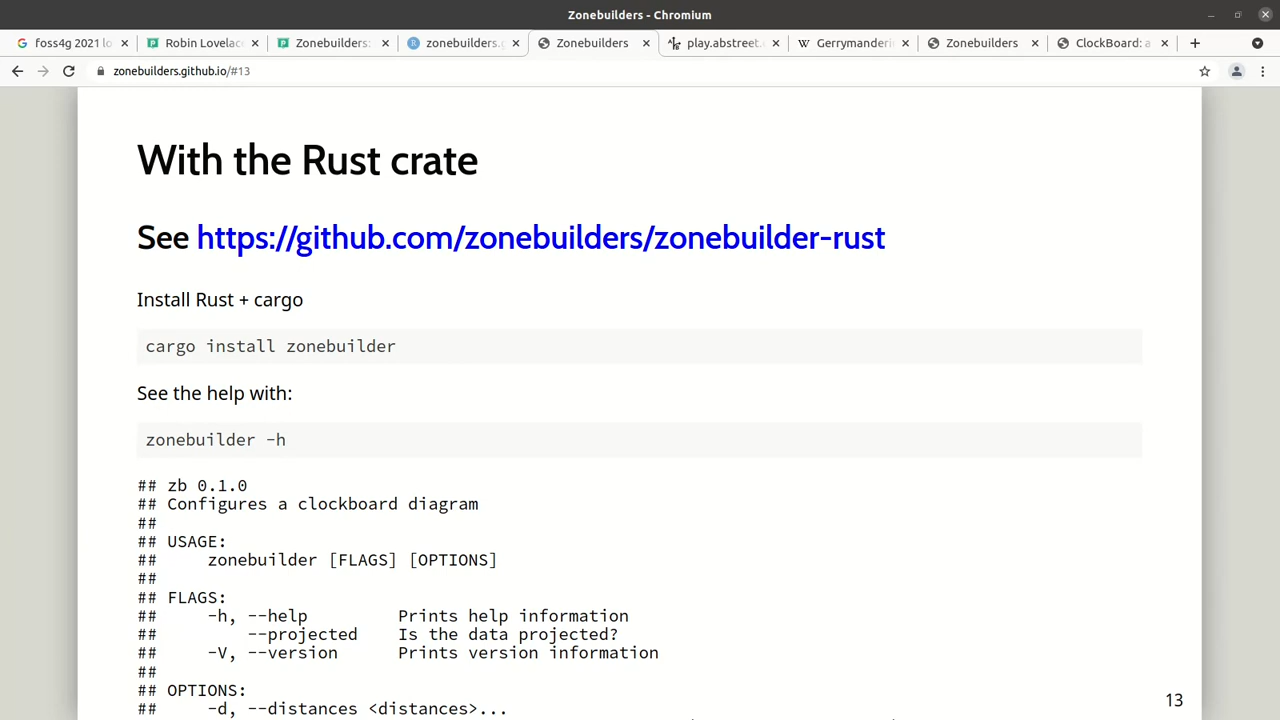 Zonebuilders - Chromium
foss4g 2021 lo
Robin Lovelace
Zonebuilders:
zonebuilders.g
Zonebuilders
play.abstreet.
Gerrymanderin
Zonebuilders
ClockBoard: a
zonebuilders.github.io/#13
With the Rust crate
See https://github.com/zonebuilders/zonebuilder-rust
Install Rust + cargo
cargo install zonebuilder
See the help with:
zonebuilder -h
## zb 0.1.0
## Configures a clockboard diagram
##
## USAGE:
##     zonebuilder [FLAGS] [OPTIONS]
##
## FLAGS:
##     -h, --help         Prints help information
##         --projected    Is the data projected?
##     -V, --version      Prints version information
##
## OPTIONS:
##     -d, --distances <distances>...
13